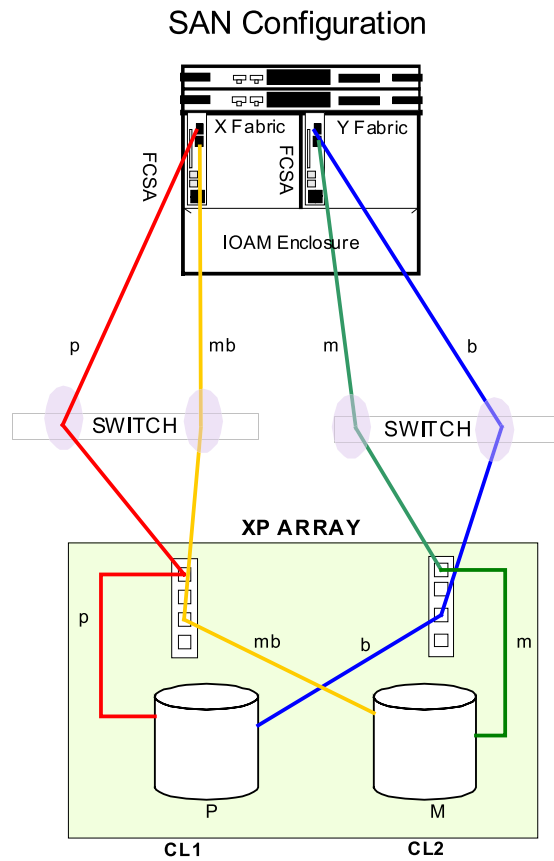 SAN Configuration
X Fabric
Y Fabric
FCSA
FCSA
IOAM Enclosure
p
mb
m
b
SWITCH
SWITCH
XP ARRAY
p
mb
b
m
P
M
CL1
CL2